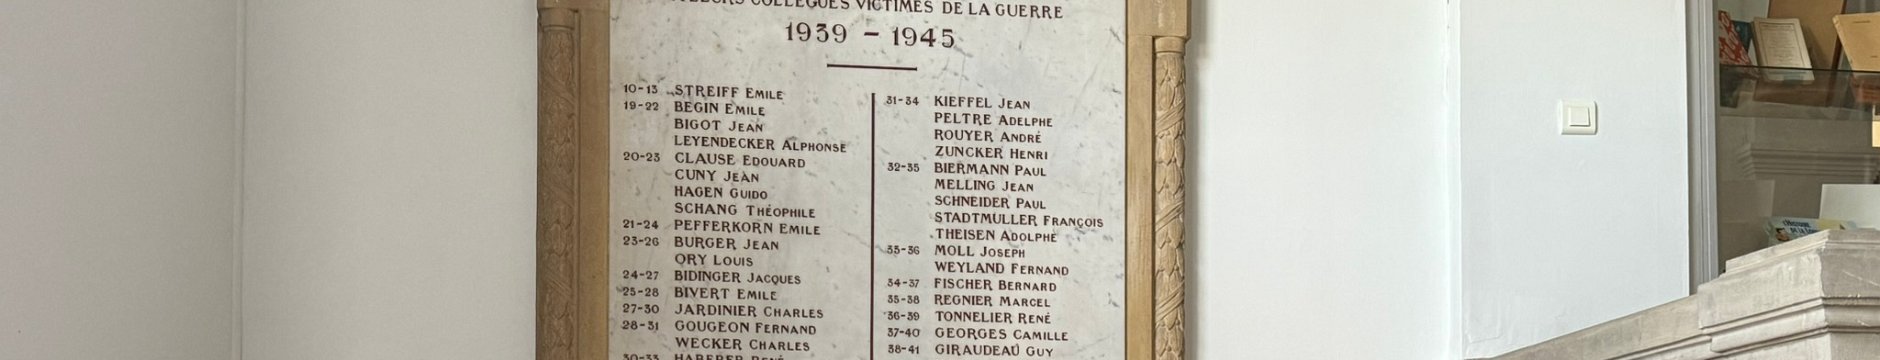 COLLÈGUES VICTIMES DE LA GUERRE
1939 - 1945
10-13 STREIFF EMILE
19-22 BEGIN EMILE
BIGOT JEAN
LEYENDECKER ALPHONSE
20-23 CLAUSE EDOUARD
CUNY JEAN
HAGEN GUIDO
SCHANG THÉOPHILE
21-24 PEFFERKORN EMILE
23-26 BURGER JEAN
ORY LOUIS
24-27 BIDINGER JACQUES
25-28 BIVERT EMILE
27-30 JARDINIER CHARLES
28-31 GOUGEON FERNAND
WECKER CHARLES
30-33 HABERER RENÉ
31-34 KIEFFEL JEAN
PELTRE ADELPHE
ROUYER ANDRÉ
ZUNCKER HENRI
32-35 BIERMANN PAUL
MELLING JEAN
SCHNEIDER PAUL
STADTMULLER FRANÇOIS
THEISEN ADOLPHE
33-36 MOLL JOSEPH
WEYLAND FERNAND
34-37 FISCHER BERNARD
35-38 REGNIER MARCEL
36-39 TONNELIER RENÉ
37-40 GEORGES CAMILLE
38-41 GIRAUDEAU GUY